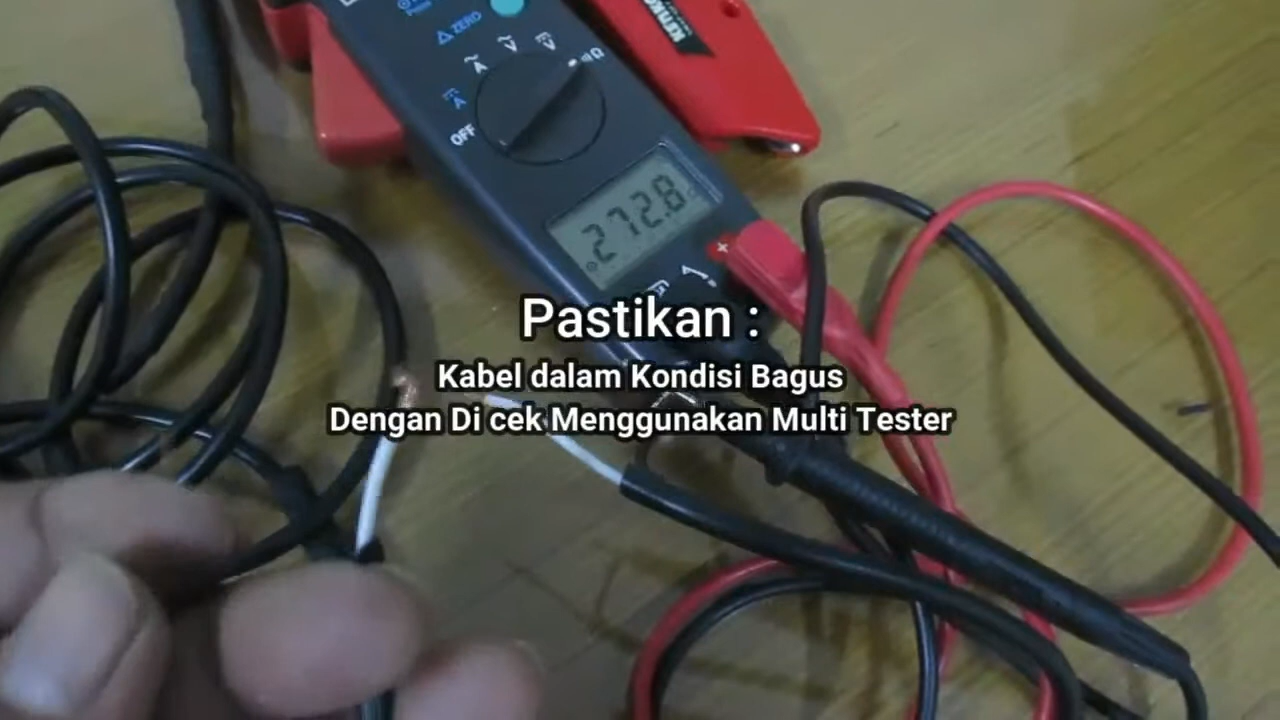 △ ZERO
Ṽ
V
Ã
A
Ω
OFF
272.8
+
Pastikan :
Kabel dalam Kondisi Bagus
Dengan Di cek Menggunakan Multi Tester